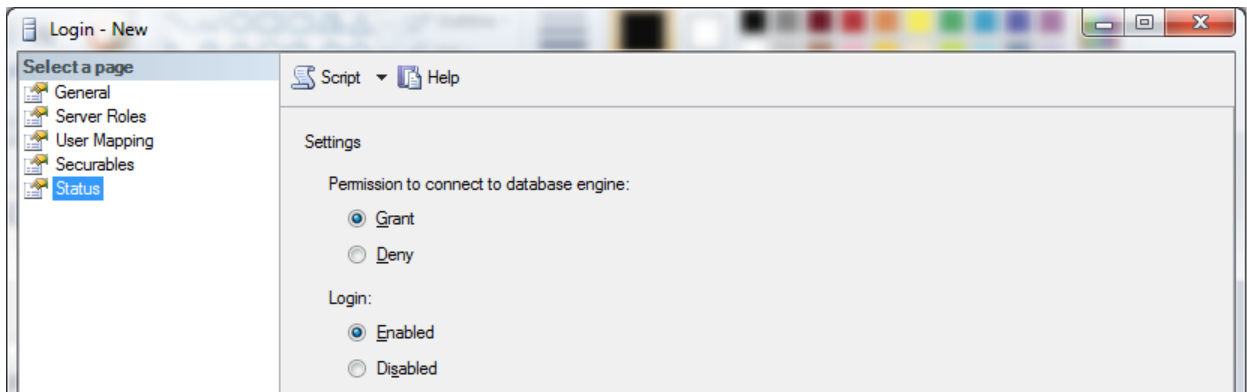 Login - New
Select a page
General
Server Roles
User Mapping
Securables
Status
Script Help
Settings
Permission to connect to database engine:
Grant
Deny
Login:
Enabled
Disabled